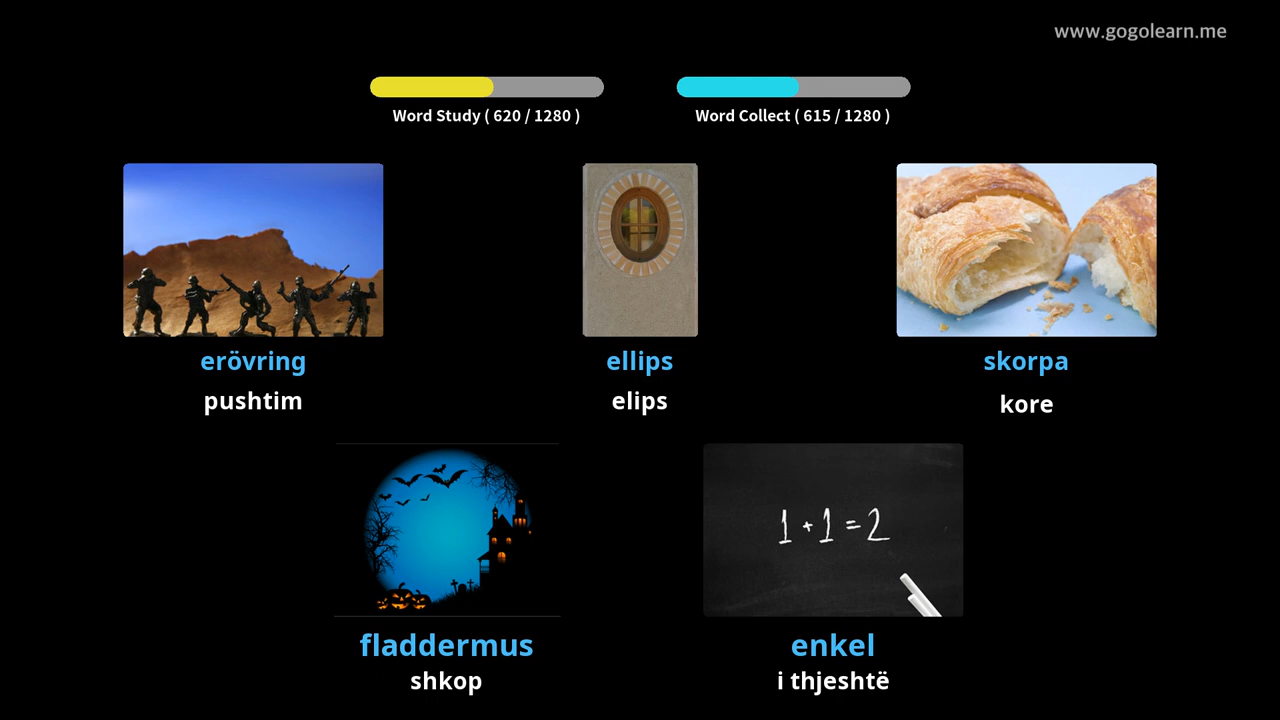 www.gogolearn.me
Word Study ( 620 / 1280 )
Word Collect ( 615 / 1280 )
erövring
pushtim
ellips
elips
skorpa
kore
1 + 1 = 2
fladdermus
shkop
enkel
i thjeshtë